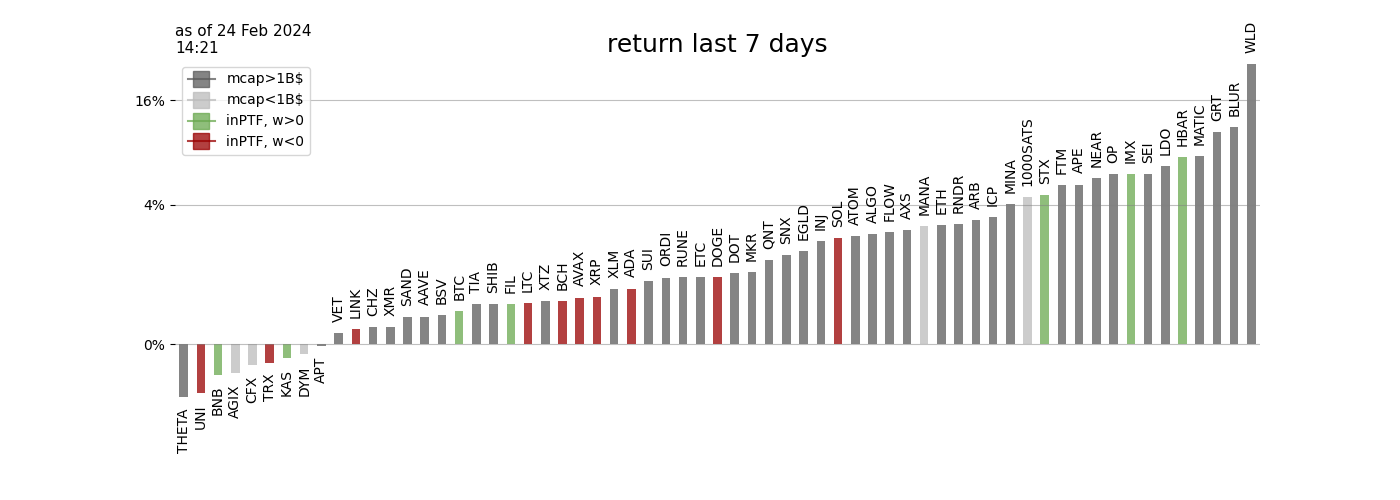 as of 24 Feb 2024
14:21
return last 7 days
mcap>1B$
mcap<1B$
inPTF, w>0
inPTF, w<0
16%
4%
0%
THETA
UNI
BNB
AGIX
CFX
TRX
KAS
DYM
APT
VET
LINK
CHZ
XMR
SAND
AAVE
BSV
BTC
TIA
SHIB
FIL
LTC
XTZ
BCH
AVAX
XRP
XLM
ADA
SUI
ORDI
RUNE
ETC
DOGE
DOT
MKR
QNT
SNX
EGLD
INJ
SOL
ATOM
ALGO
FLOW
AXS
MANA
ETH
RNDR
ARB
ICP
MINA
1000SATS
STX
FTM
APE
NEAR
OP
IMX
SEI
LDO
HBAR
MATIC
GRT
BLUR
WLD